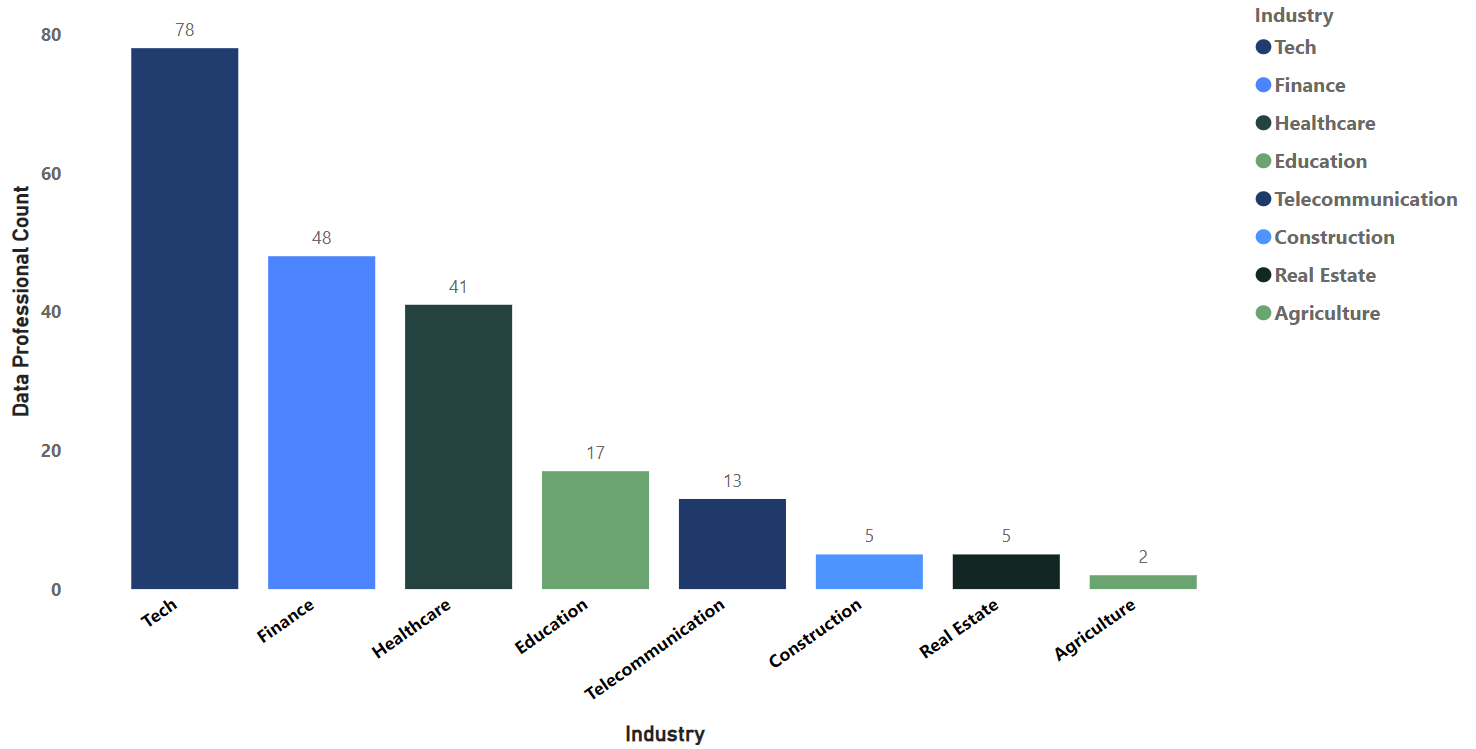 Data Professional Count
80
60
40
20
0
78
48
41
17
13
5
5
2
Tech
Finance
Healthcare
Education
Telecommunication
Construction
Real Estate
Agriculture
Industry
Industry
Tech
Finance
Healthcare
Education
Telecommunication
Construction
Real Estate
Agriculture